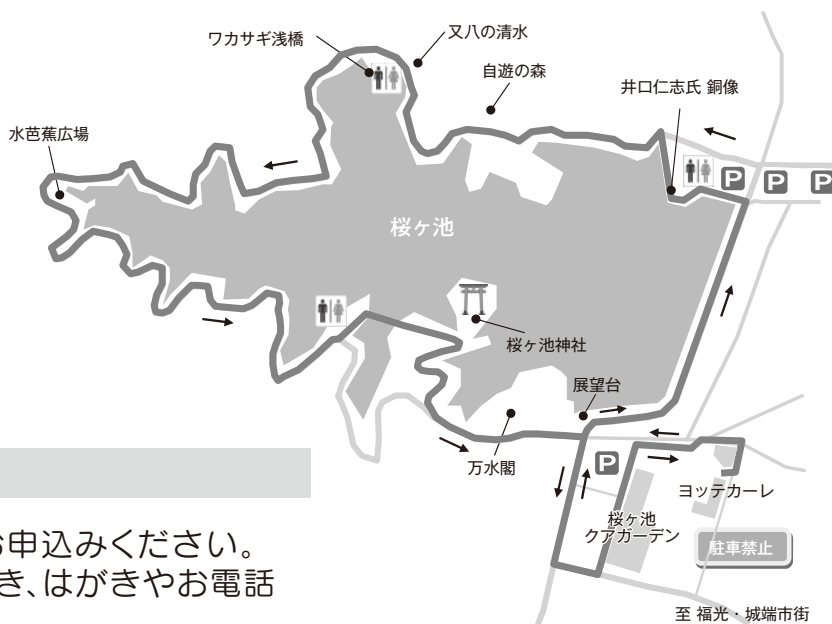 ワカサギ浅橋
又八の清水
自遊の森
井口仁志氏 銅像
水芭蕉広場
P P P
桜ヶ池
桜ヶ池神社
展望台
万水閣
P
ヨッテカーレ
桜ヶ池
クアガーデン
駐車禁止
お申込みください。
き、はがきやお電話
至 福光・城端市街